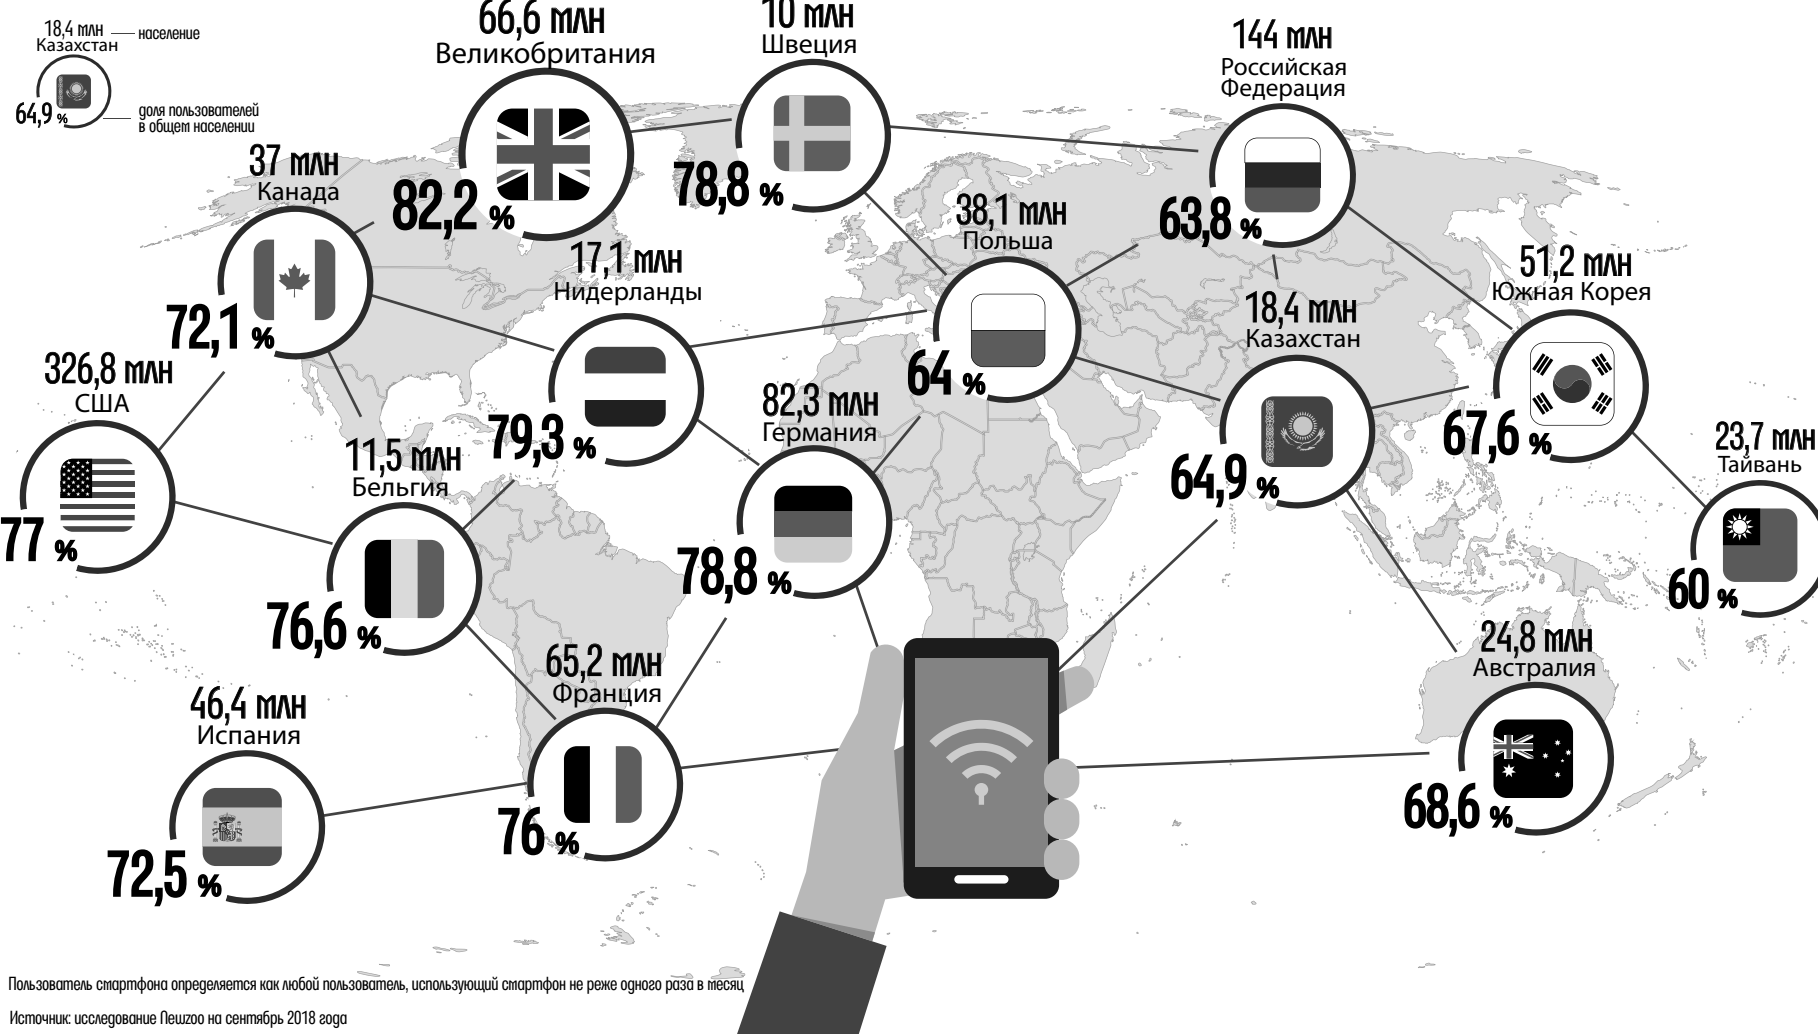 18,4 млн
Казахстан
население
64,9 %
доля пользователей
в общем населении
66,6 млн
Великобритания
82,2 %
10 млн
Швеция
78,8 %
144 млн
Российская
Федерация
63,8 %
37 млн
Канада
72,1 %
17,1 млн
Нидерланды
79,3 %
38,1 млн
Польша
64 %
51,2 млн
Южная Корея
67,6 %
18,4 млн
Казахстан
64,9 %
326,8 млн
США
77 %
11,5 млн
Бельгия
76,6 %
82,3 млн
Германия
78,8 %
23,7 млн
Тайвань
60 %
65,2 млн
Франция
76 %
24,8 млн
Австралия
68,6 %
46,4 млн
Испания
72,5 %
Пользователь смартфона определяется как любой пользователь, использующий смартфон не реже одного раза в месяц
Источник: исследование Newzoo на сентябрь 2018 года